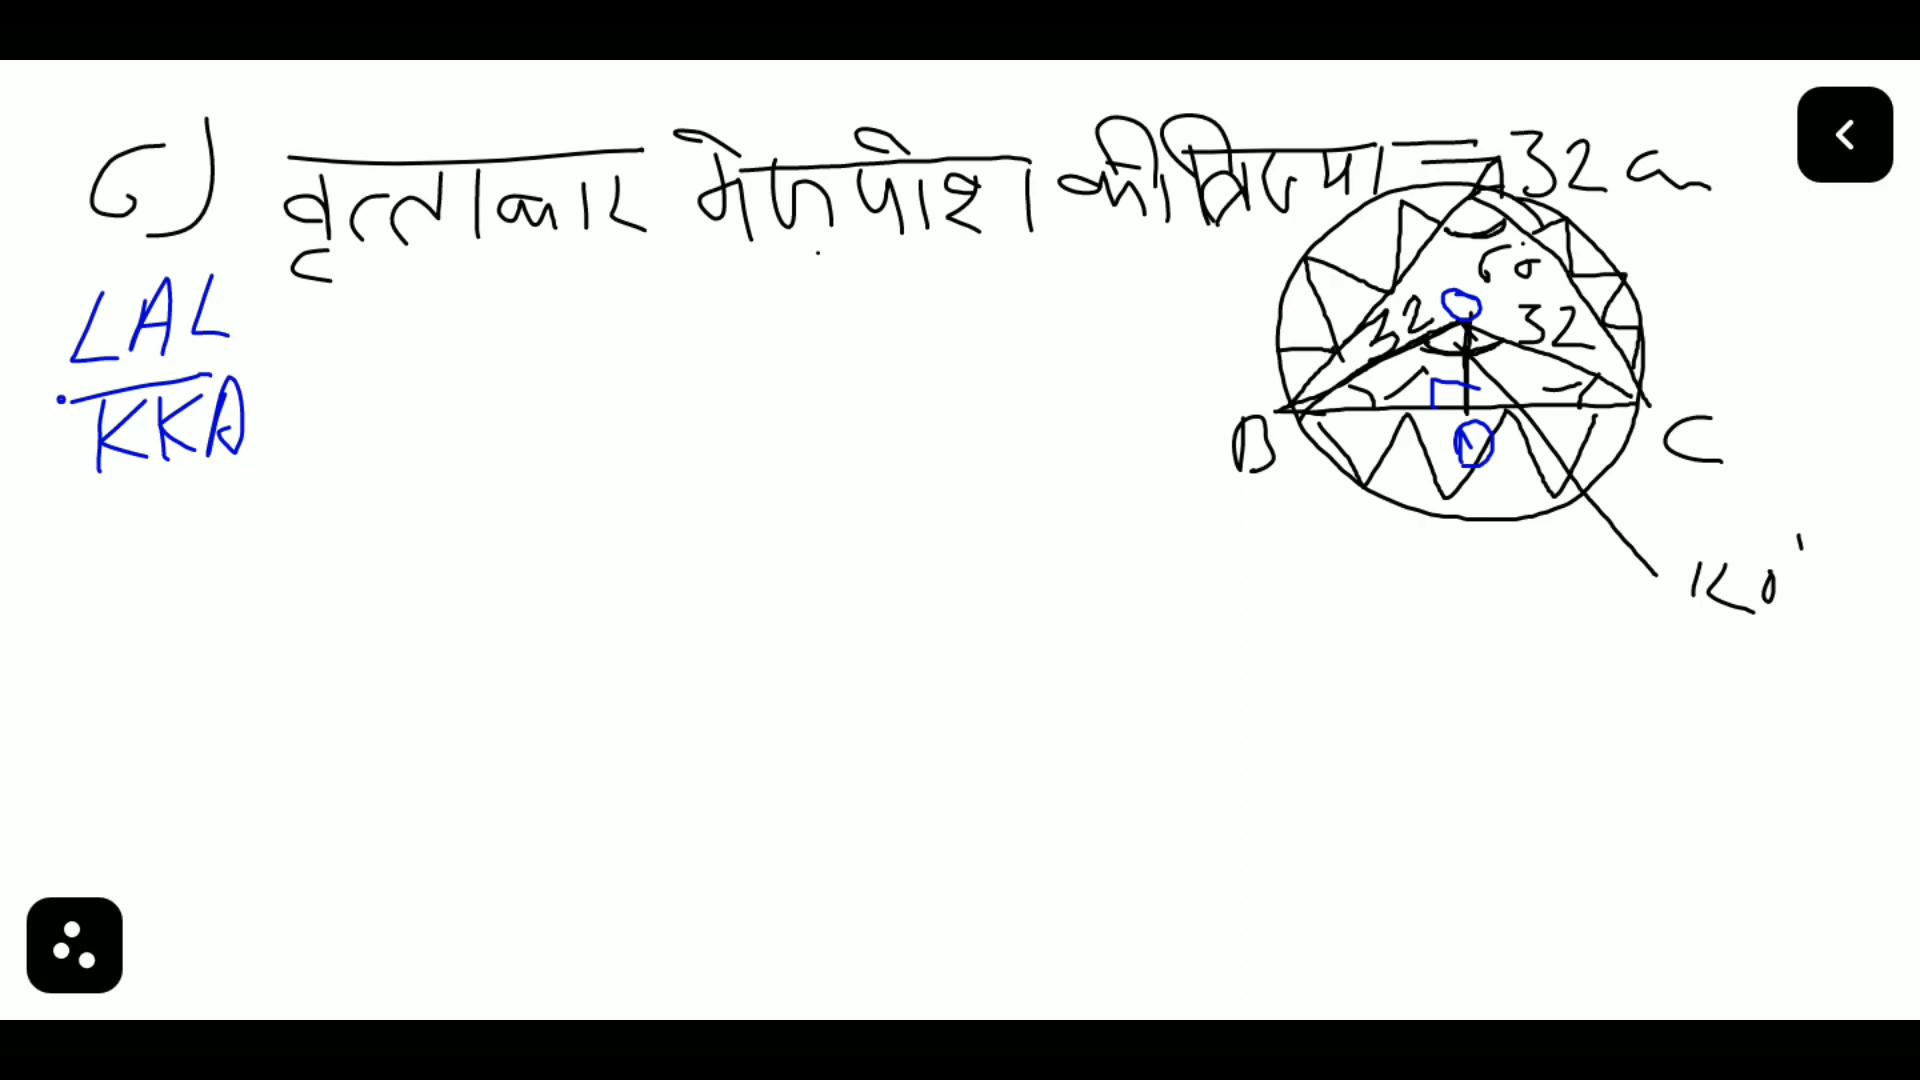 6) वृत्ताकार मेजपोश की त्रिज्या = 32 cm
A
60°
O
32 32
B D C
120°
LAL
KKA